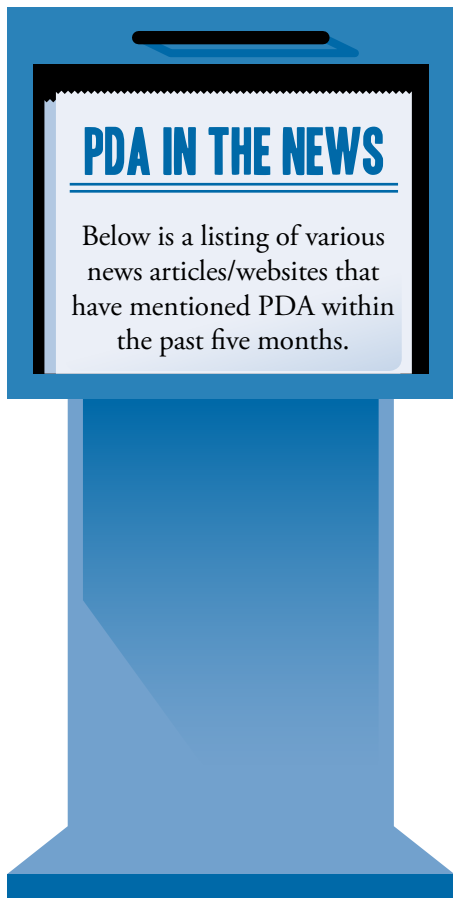 PDA IN THE NEWS
Below is a listing of various
news articles/websites that
have mentioned PDA within
the past five months.